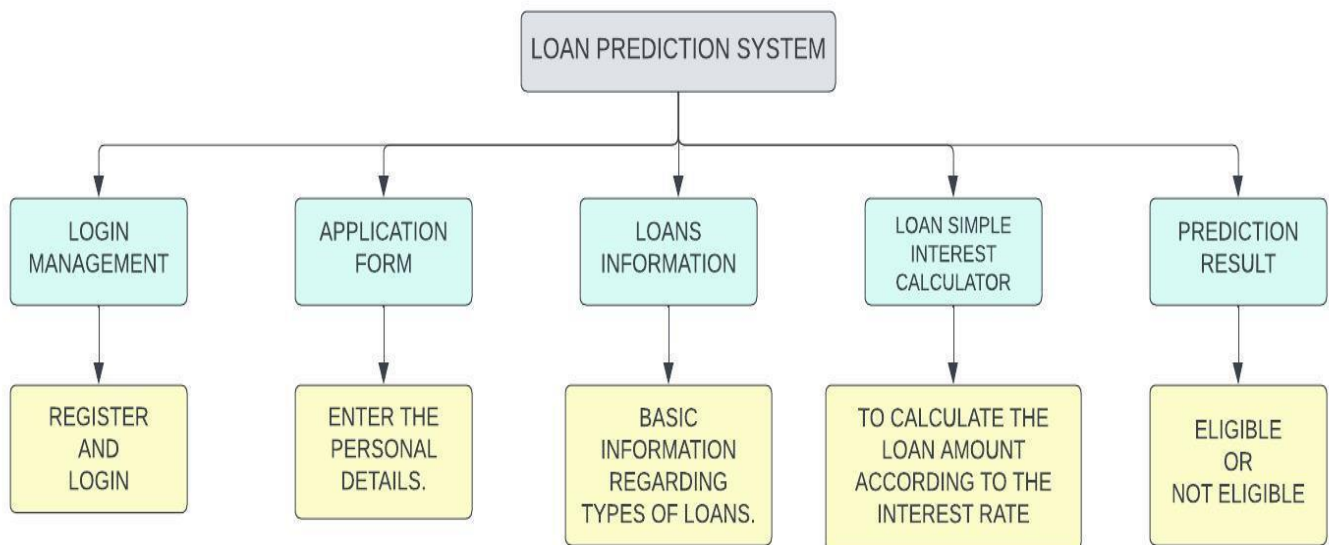 LOAN PREDICTION SYSTEM
LOGIN
MANAGEMENT
APPLICATION
FORM
LOANS
INFORMATION
LOAN SIMPLE
INTEREST
CALCULATOR
PREDICTION
RESULT
REGISTER
AND
LOGIN
ENTER THE
PERSONAL
DETAILS.
BASIC
INFORMATION
REGARDING
TYPES OF LOANS.
TO CALCULATE THE
LOAN AMOUNT
ACCORDING TO THE
INTEREST RATE
ELIGIBLE
OR
NOT ELIGIBLE